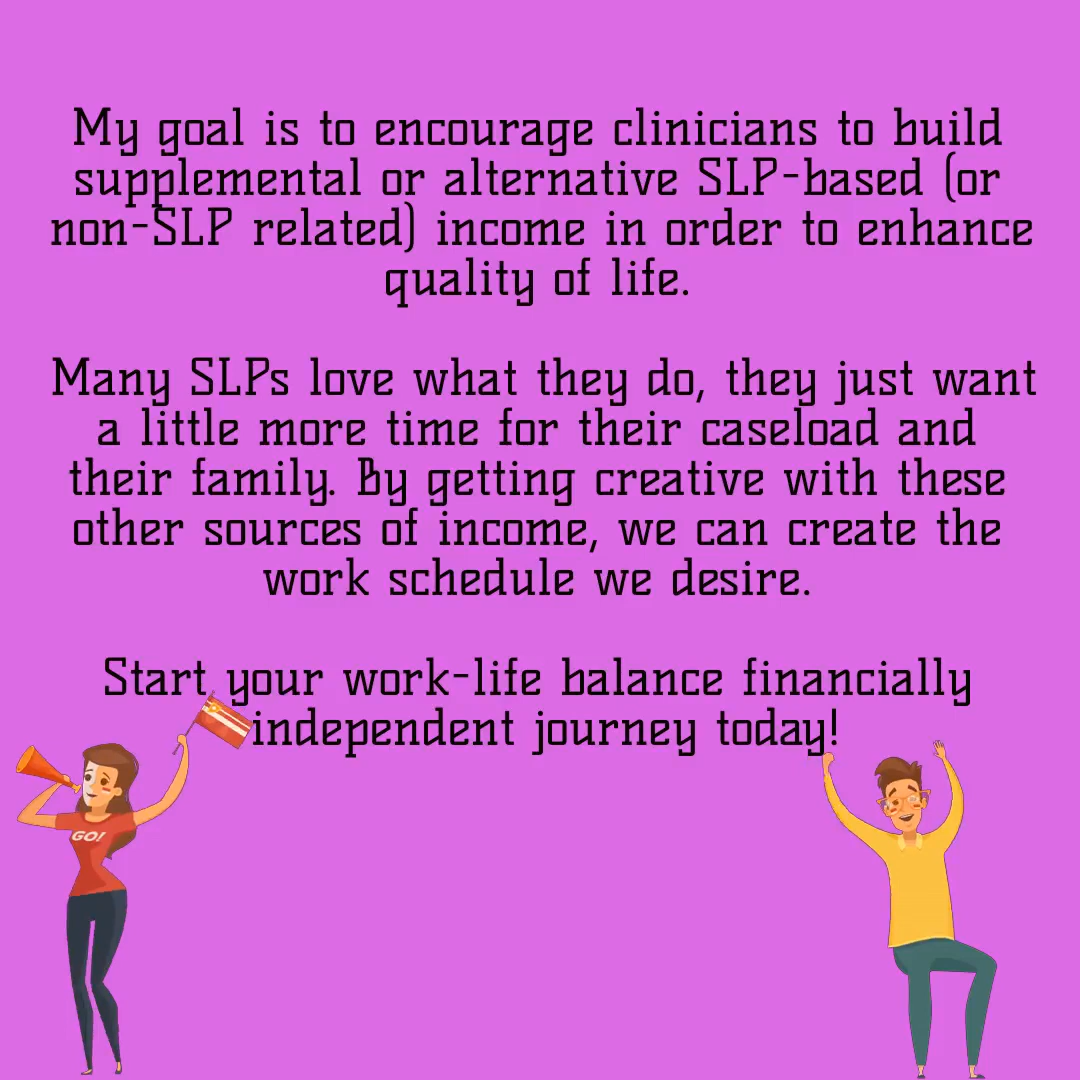 My goal is to encourage clinicians to build
supplemental or alternative SLP-based (or
non-SLP related) income in order to enhance
quality of life.
Many SLPs love what they do, they just want
a little more time for their caseload and
their family. By getting creative with these
other sources of income, we can create the
work schedule we desire.
Start your work-life balance financially
independent journey today!
GO!